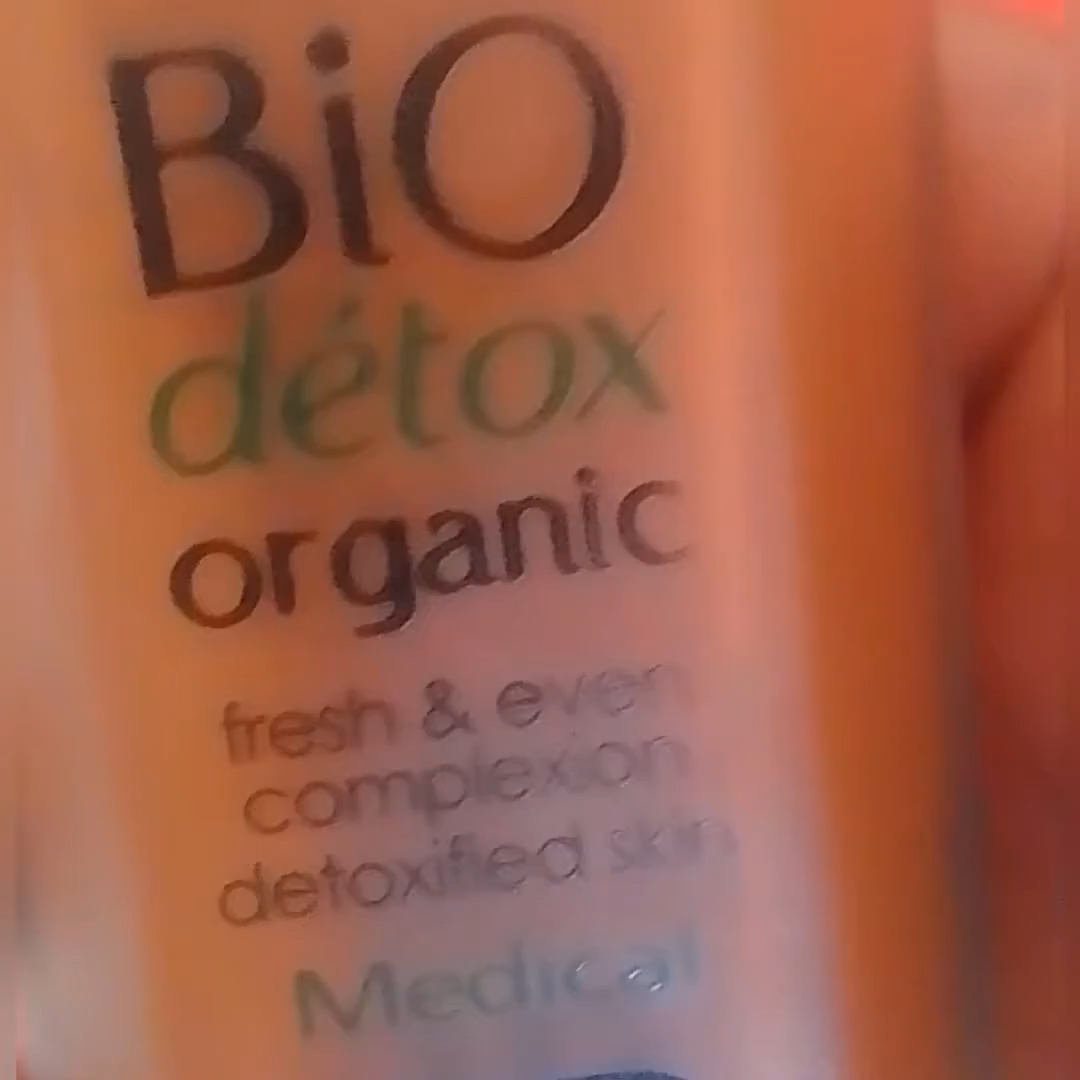 BiO
détox
organic
fresh & even
complexion
detoxified skin
Medical